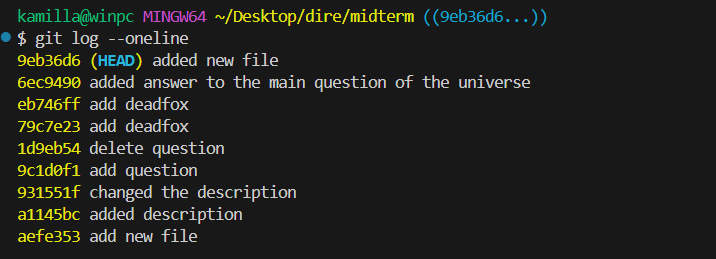 kamilla@winpc MINGW64 ~/Desktop/dire/midterm ((9eb36d6...))
$ git log --oneline
9eb36d6 (HEAD) added new file
6ec9490 added answer to the main question of the universe
eb746ff add deadfox
79c7e23 add deadfox
1d9eb54 delete question
9c1d0f1 add question
931551f changed the description
a1145bc added description
aefe353 add new file